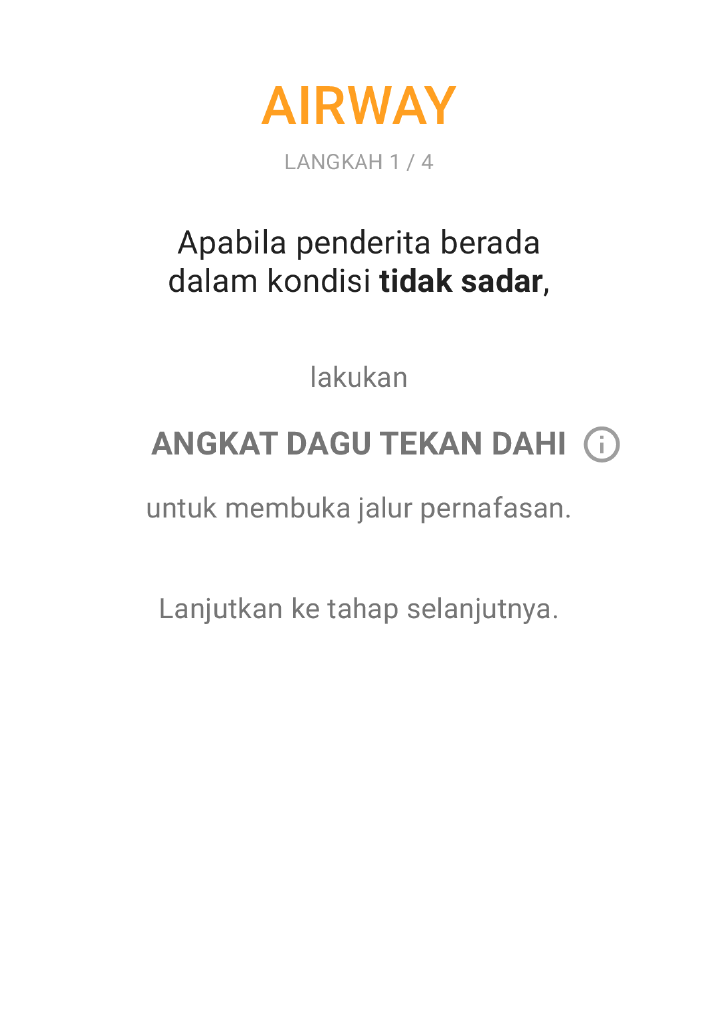 AIRWAY
LANGKAH 1 / 4
Apabila penderita berada
dalam kondisi tidak sadar,
lakukan
ANGKAT DAGU TEKAN DAHI
untuk membuka jalur pernafasan.
Lanjutkan ke tahap selanjutnya.